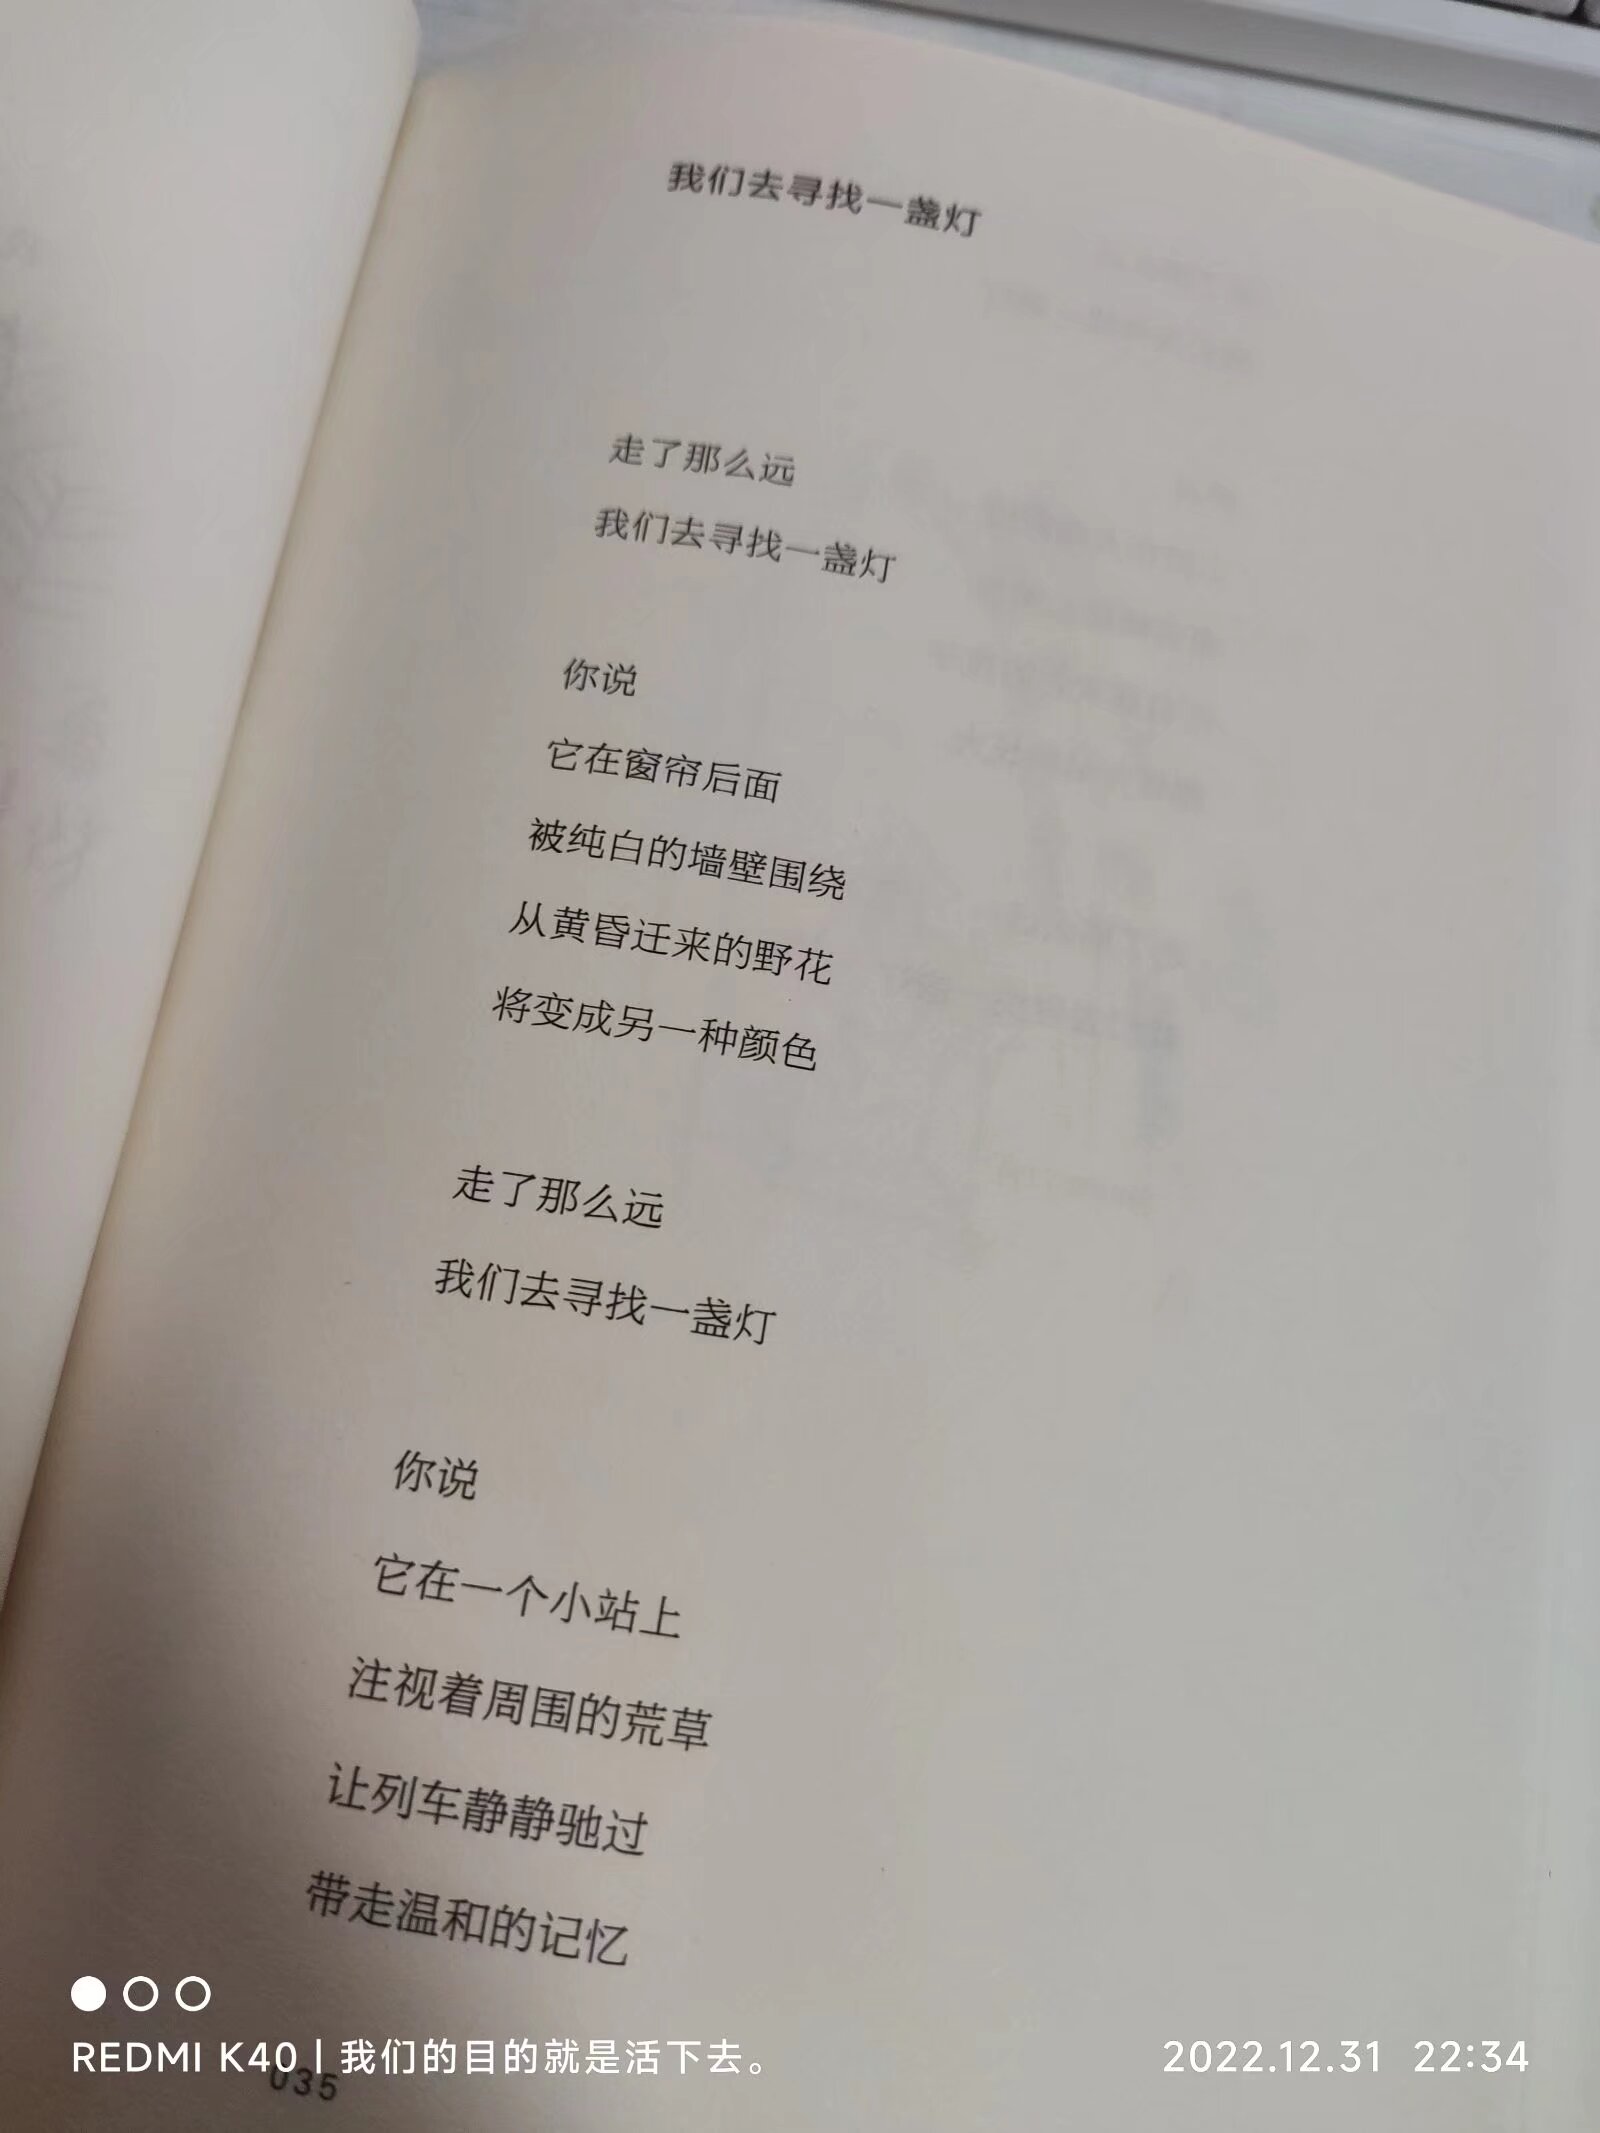 我们去寻找一盏灯
走了那么远
我们去寻找一盏灯
你说
它在窗帘后面
被纯白的墙壁围绕
从黄昏迁来的野花
将变成另一种颜色
走了那么远
我们去寻找一盏灯
你说
它在一个小站上
注视着周围的荒草
让列车静静驰过
带走温和的记忆
REDMI K40 | 我们的目的就是活下去。
2022.12.31 22:34
035